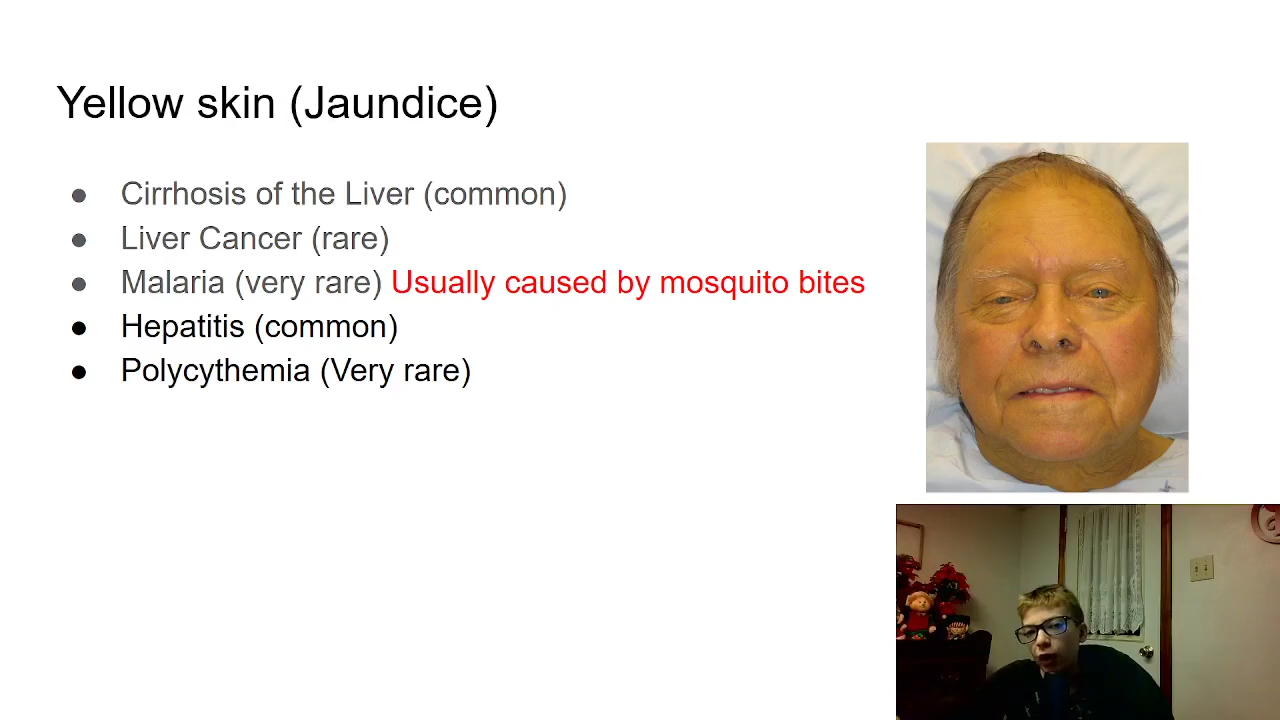 Yellow skin (Jaundice)
● Cirrhosis of the Liver (common)
● Liver Cancer (rare)
● Malaria (very rare) Usually caused by mosquito bites
● Hepatitis (common)
● Polycythemia (Very rare)